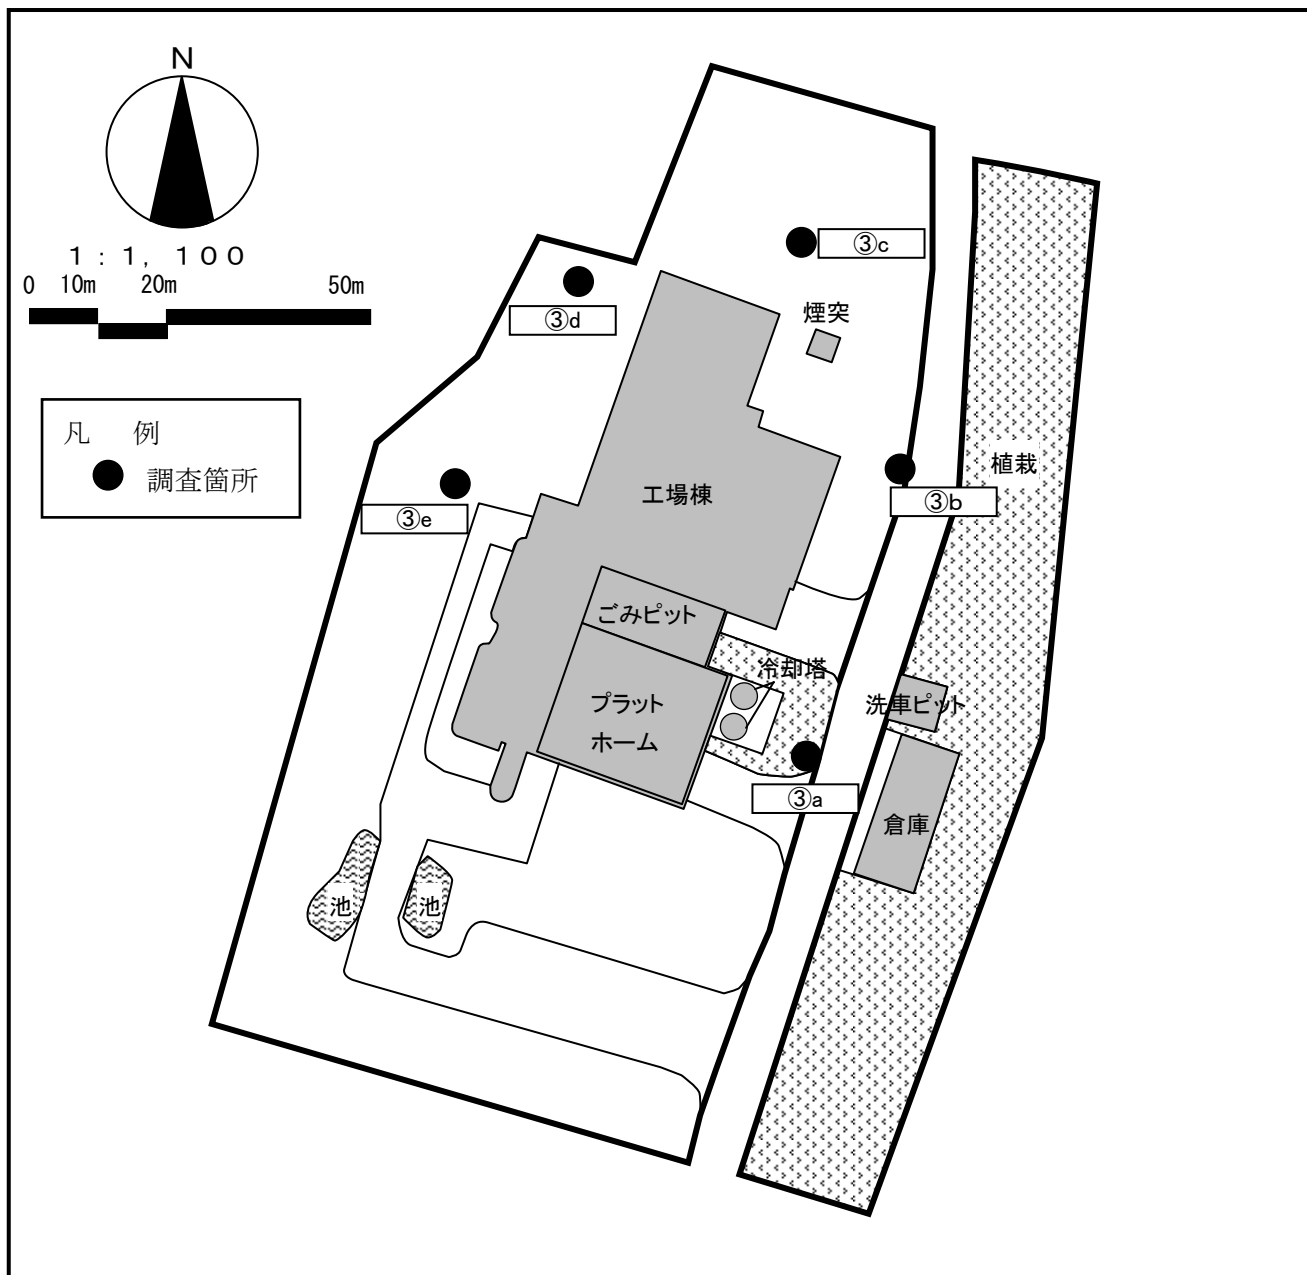 N
1:1,100
0 10m 20m 50m
凡 例
調査箇所
③c
煙突
③d
植栽
工場棟
③b
③e
ごみピット
冷却塔
プラット
ホーム
洗車ピット
③a
倉庫
池
池